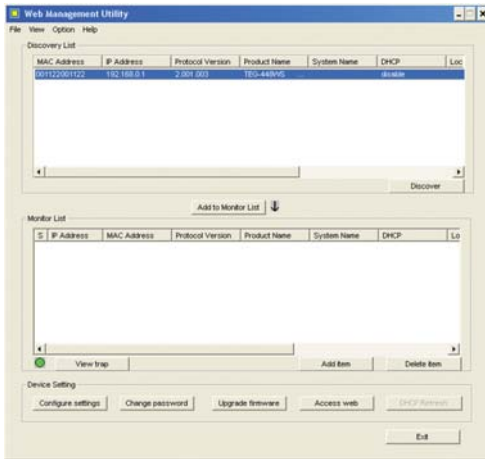 Web Management Utility
File View Option Help
Discovery List
MAC Address IP Address Protocol Version Product Name System Name DHCP Loc
001122001122 192.168.0.1 2.001.003 TEG-448WS ... disable
Discover
Add to Monitor List
Monitor List
S IP Address MAC Address Protocol Version Product Name System Name DHCP Lo
View trap Add item Delete item
Device Setting
Configure settings Change password Upgrade firmware Access web DHCP Refresh
Exit